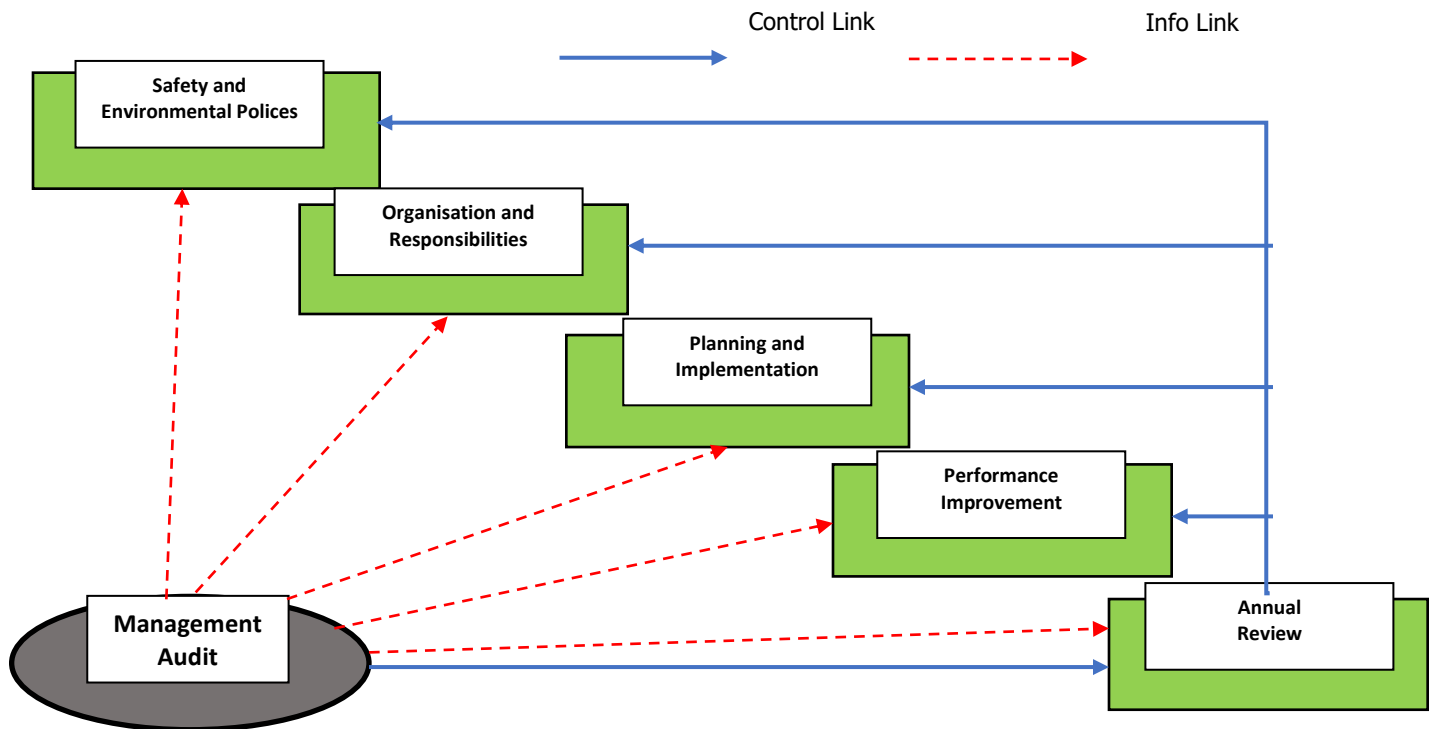 Control Link
Info Link
Safety and
Environmental Polices
Organisation and
Responsibilities
Planning and
Implementation
Performance
Improvement
Annual
Review
Management
Audit